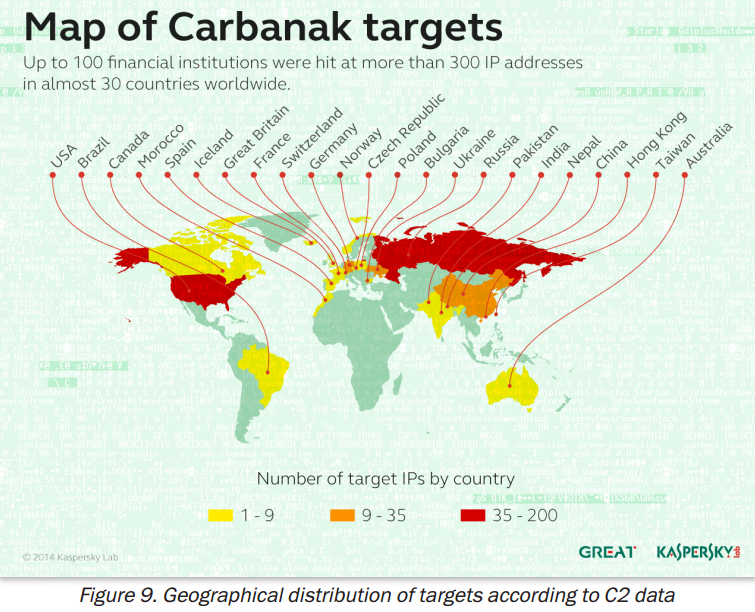 Map of Carbanak targets
Up to 100 financial institutions were hit at more than 300 IP addresses
in almost 30 countries worldwide.
USA
Brazil
Canada
Morocco
Spain
Iceland
Great Britain
France
Switzerland
Germany
Norway
Czech Republic
Poland
Bulgaria
Ukraine
Russia
Pakistan
India
Nepal
China
Hong Kong
Taiwan
Australia
Number of target IPs by country
1 - 9
9 - 35
35 - 200
© 2014 Kaspersky Lab
GREAT
KASPERSKY lab
Figure 9. Geographical distribution of targets according to C2 data